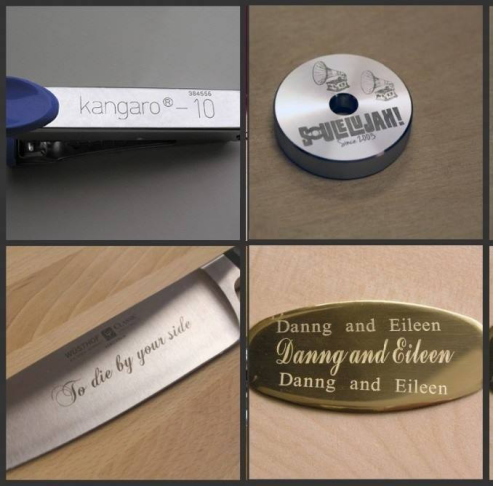 984556
kangaro®-10
SOULELUJAH!
Since 2005
To die by your side
Danng and Eileen
Danng and Eileen
Danng and Eileen